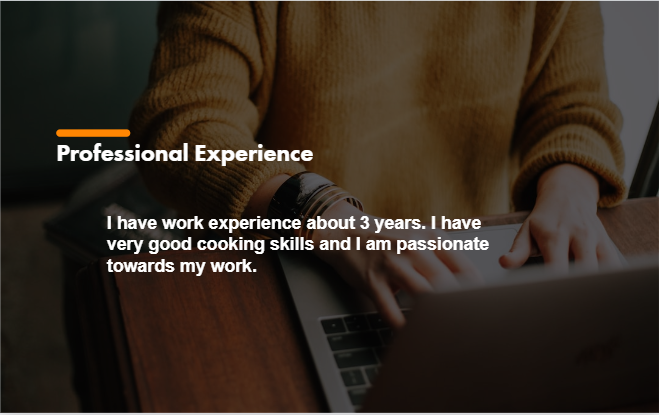 Professional Experience
I have work experience about 3 years. I have
very good cooking skills and I am passionate
towards my work.